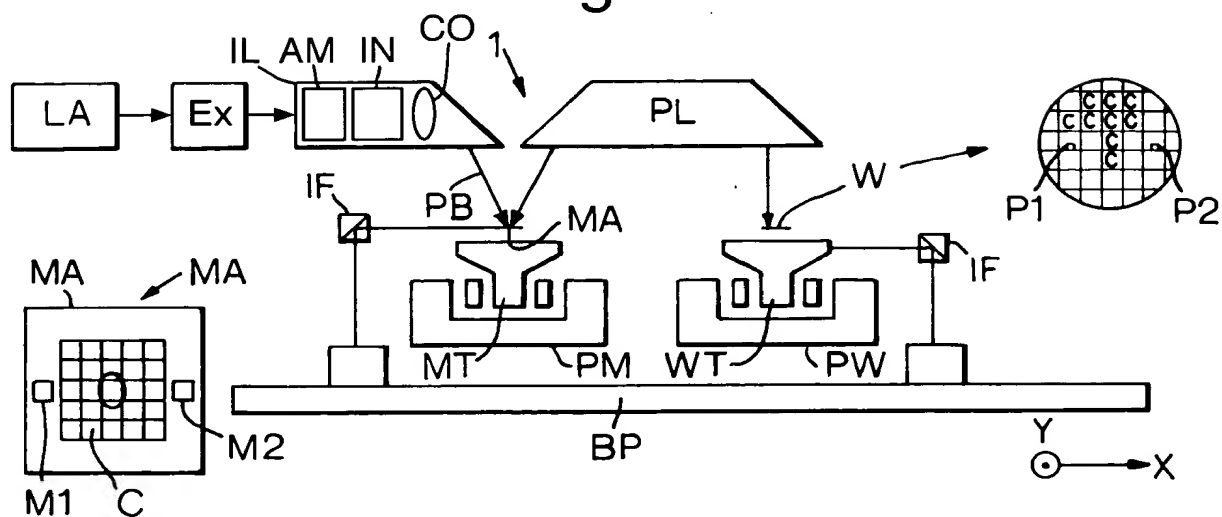 CO
IL AM IN 1
LA Ex PL
C C C
C C C C
C
C
W
P1 P2
IF PB MA
IF
MA MA
MT PM WT PW
M2 BP
Y
X
M1 C